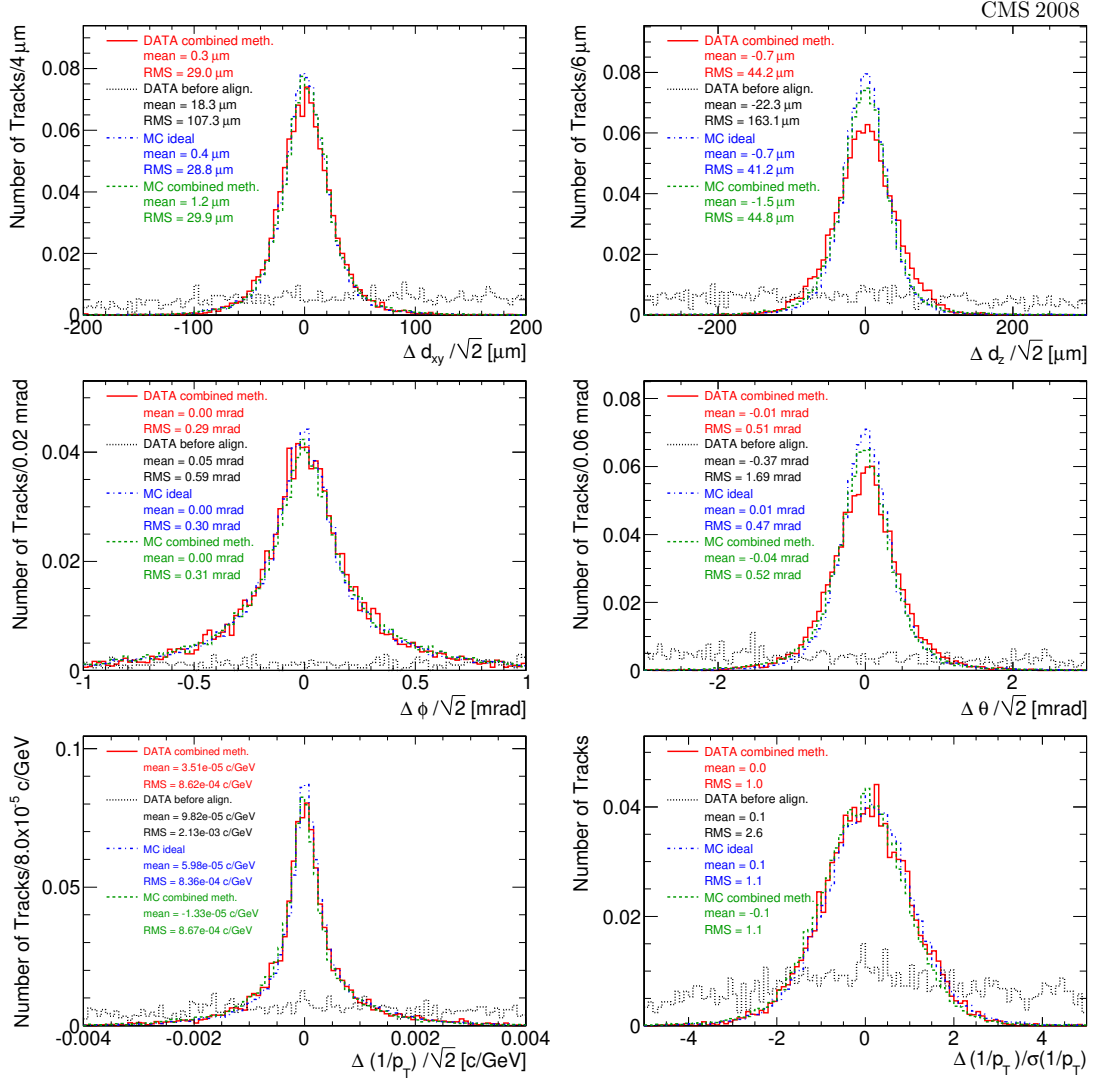 CMS 2008
Number of Tracks/4 μm
DATA combined meth.
mean = 0.3 μm
RMS = 29.0 μm
DATA before align.
mean = 18.3 μm
RMS = 107.3 μm
MC ideal
mean = 0.4 μm
RMS = 28.8 μm
MC combined meth.
mean = 1.2 μm
RMS = 29.9 μm
0.08
0.06
0.04
0.02
0
-200 -100 0 100 200
Δ d_xy /√2 [μm]
Number of Tracks/6 μm
DATA combined meth.
mean = -0.7 μm
RMS = 44.2 μm
DATA before align.
mean = -22.3 μm
RMS = 163.1 μm
MC ideal
mean = -0.7 μm
RMS = 41.2 μm
MC combined meth.
mean = -1.5 μm
RMS = 44.8 μm
0.08
0.06
0.04
0.02
0
-200 0 200
Δ d_z /√2 [μm]
Number of Tracks/0.02 mrad
DATA combined meth.
mean = 0.00 mrad
RMS = 0.29 mrad
DATA before align.
mean = 0.05 mrad
RMS = 0.59 mrad
MC ideal
mean = 0.00 mrad
RMS = 0.30 mrad
MC combined meth.
mean = 0.00 mrad
RMS = 0.31 mrad
0.04
0.02
0
-1 -0.5 0 0.5 1
Δ ϕ /√2 [mrad]
Number of Tracks/0.06 mrad
DATA combined meth.
mean = -0.01 mrad
RMS = 0.51 mrad
DATA before align.
mean = -0.37 mrad
RMS = 1.69 mrad
MC ideal
mean = 0.01 mrad
RMS = 0.47 mrad
MC combined meth.
mean = -0.04 mrad
RMS = 0.52 mrad
0.08
0.06
0.04
0.02
0
-2 0 2
Δ θ /√2 [mrad]
Number of Tracks/8.0x10⁻⁵ c/GeV
DATA combined meth.
mean = 3.51e-05 c/GeV
RMS = 8.62e-04 c/GeV
DATA before align.
mean = 9.82e-05 c/GeV
RMS = 2.13e-03 c/GeV
MC ideal
mean = 5.98e-05 c/GeV
RMS = 8.36e-04 c/GeV
MC combined meth.
mean = -1.33e-05 c/GeV
RMS = 8.67e-04 c/GeV
0.1
0.05
0
-0.004 -0.002 0 0.002 0.004
Δ (1/p_T) /√2 [c/GeV]
Number of Tracks
DATA combined meth.
mean = 0.0
RMS = 1.0
DATA before align.
mean = 0.1
RMS = 2.6
MC ideal
mean = 0.1
RMS = 1.1
MC combined meth.
mean = -0.1
RMS = 1.1
0.04
0.02
0
-4 -2 0 2 4
Δ (1/p_T)/σ(1/p_T)